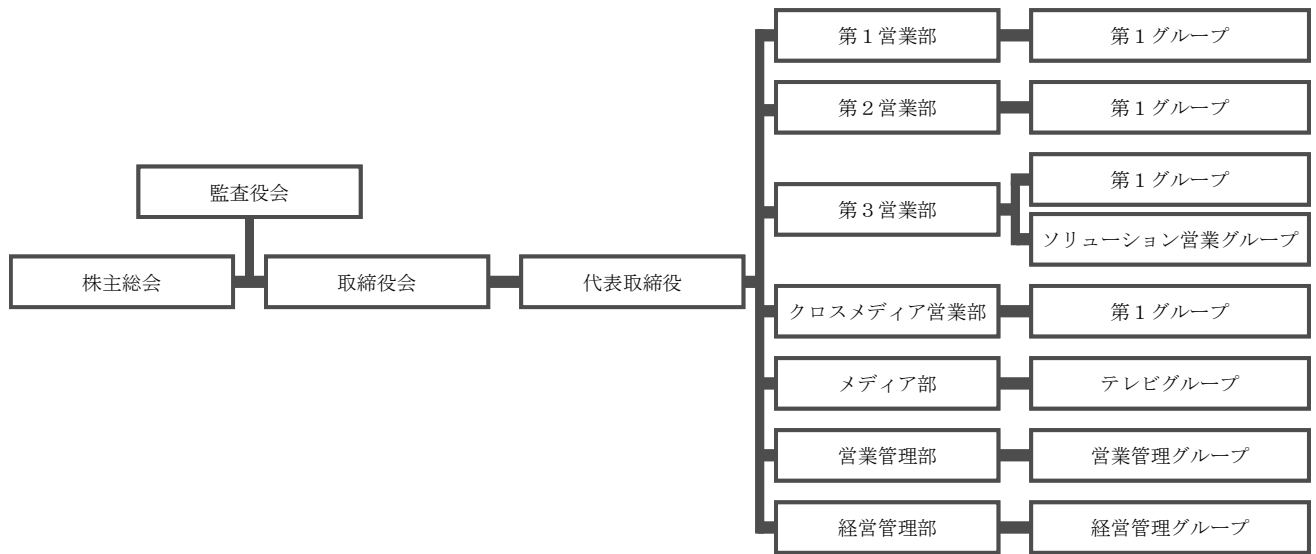 第１営業部
第１グループ
第２営業部
第１グループ
監査役会
第３営業部
第１グループ
ソリューション営業グループ
株主総会
取締役会
代表取締役
クロスメディア営業部
第１グループ
メディア部
テレビグループ
営業管理部
営業管理グループ
経営管理部
経営管理グループ